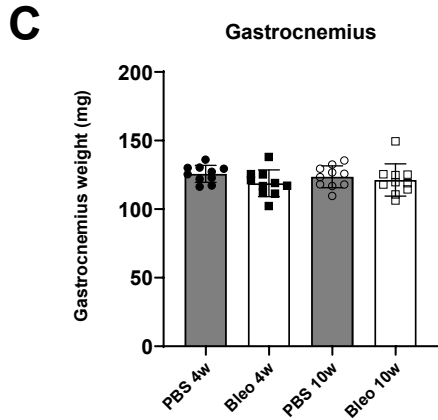 C
Gastrocnemius
Gastrocnemius weight (mg)
200
150
100
50
0
PBS 4w
Bleo 4w
PBS 10w
Bleo 10w